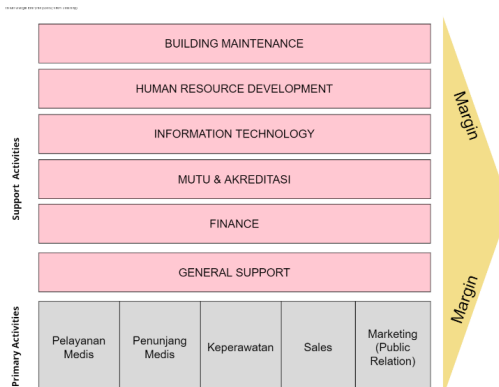 BUILDING MAINTENANCE
HUMAN RESOURCE DEVELOPMENT
INFORMATION TECHNOLOGY
MUTU & AKREDITASI
FINANCE
GENERAL SUPPORT
Support Activities
Primary Activities
Pelayanan
Medis
Penunjang
Medis
Keperawatan
Sales
Marketing
(Public
Relation)
Margin
Margin